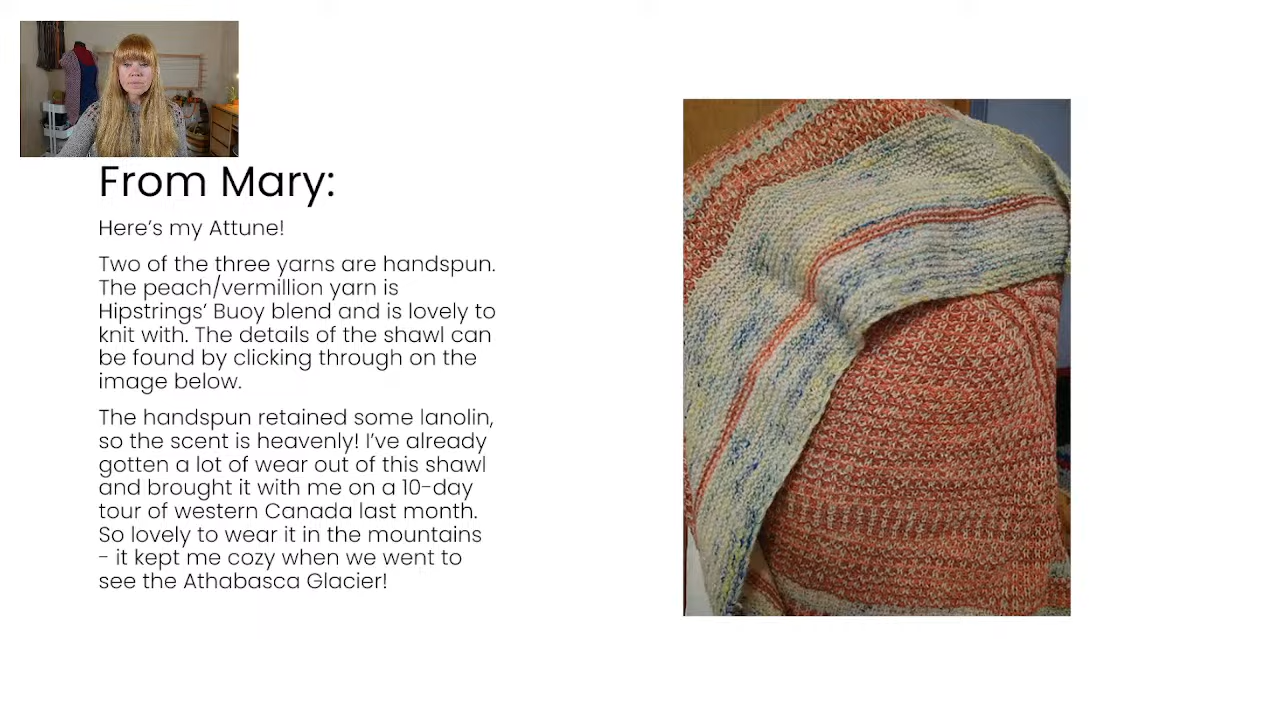 From Mary:
Here's my Attune!
Two of the three yarns are handspun.
The peach/vermillion yarn is
Hipstrings' Buoy blend and is lovely to
knit with. The details of the shawl can
be found by clicking through on the
image below.
The handspun retained some lanolin,
so the scent is heavenly! I've already
gotten a lot of wear out of this shawl
and brought it with me on a 10-day
tour of western Canada last month.
So lovely to wear it in the mountains
- it kept me cozy when we went to
see the Athabasca Glacier!